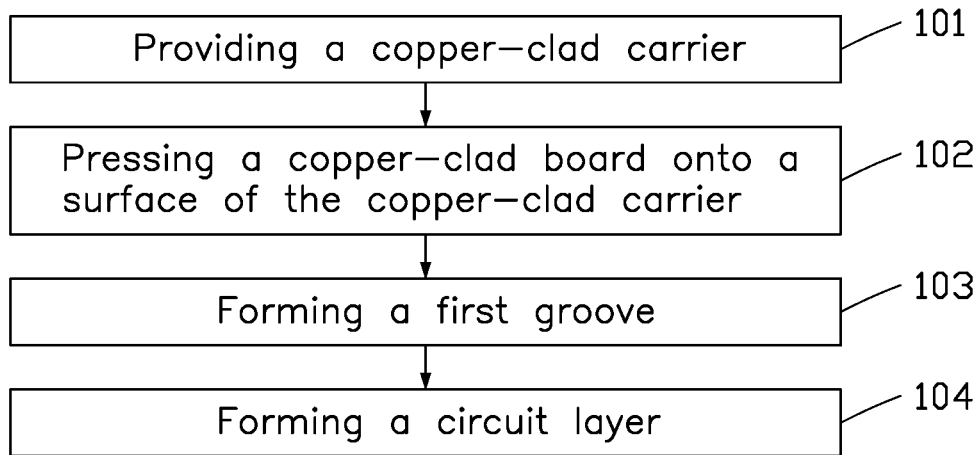 Providing a copper-clad carrier
101
Pressing a copper-clad board onto a
surface of the copper-clad carrier
102
Forming a first groove
103
Forming a circuit layer
104